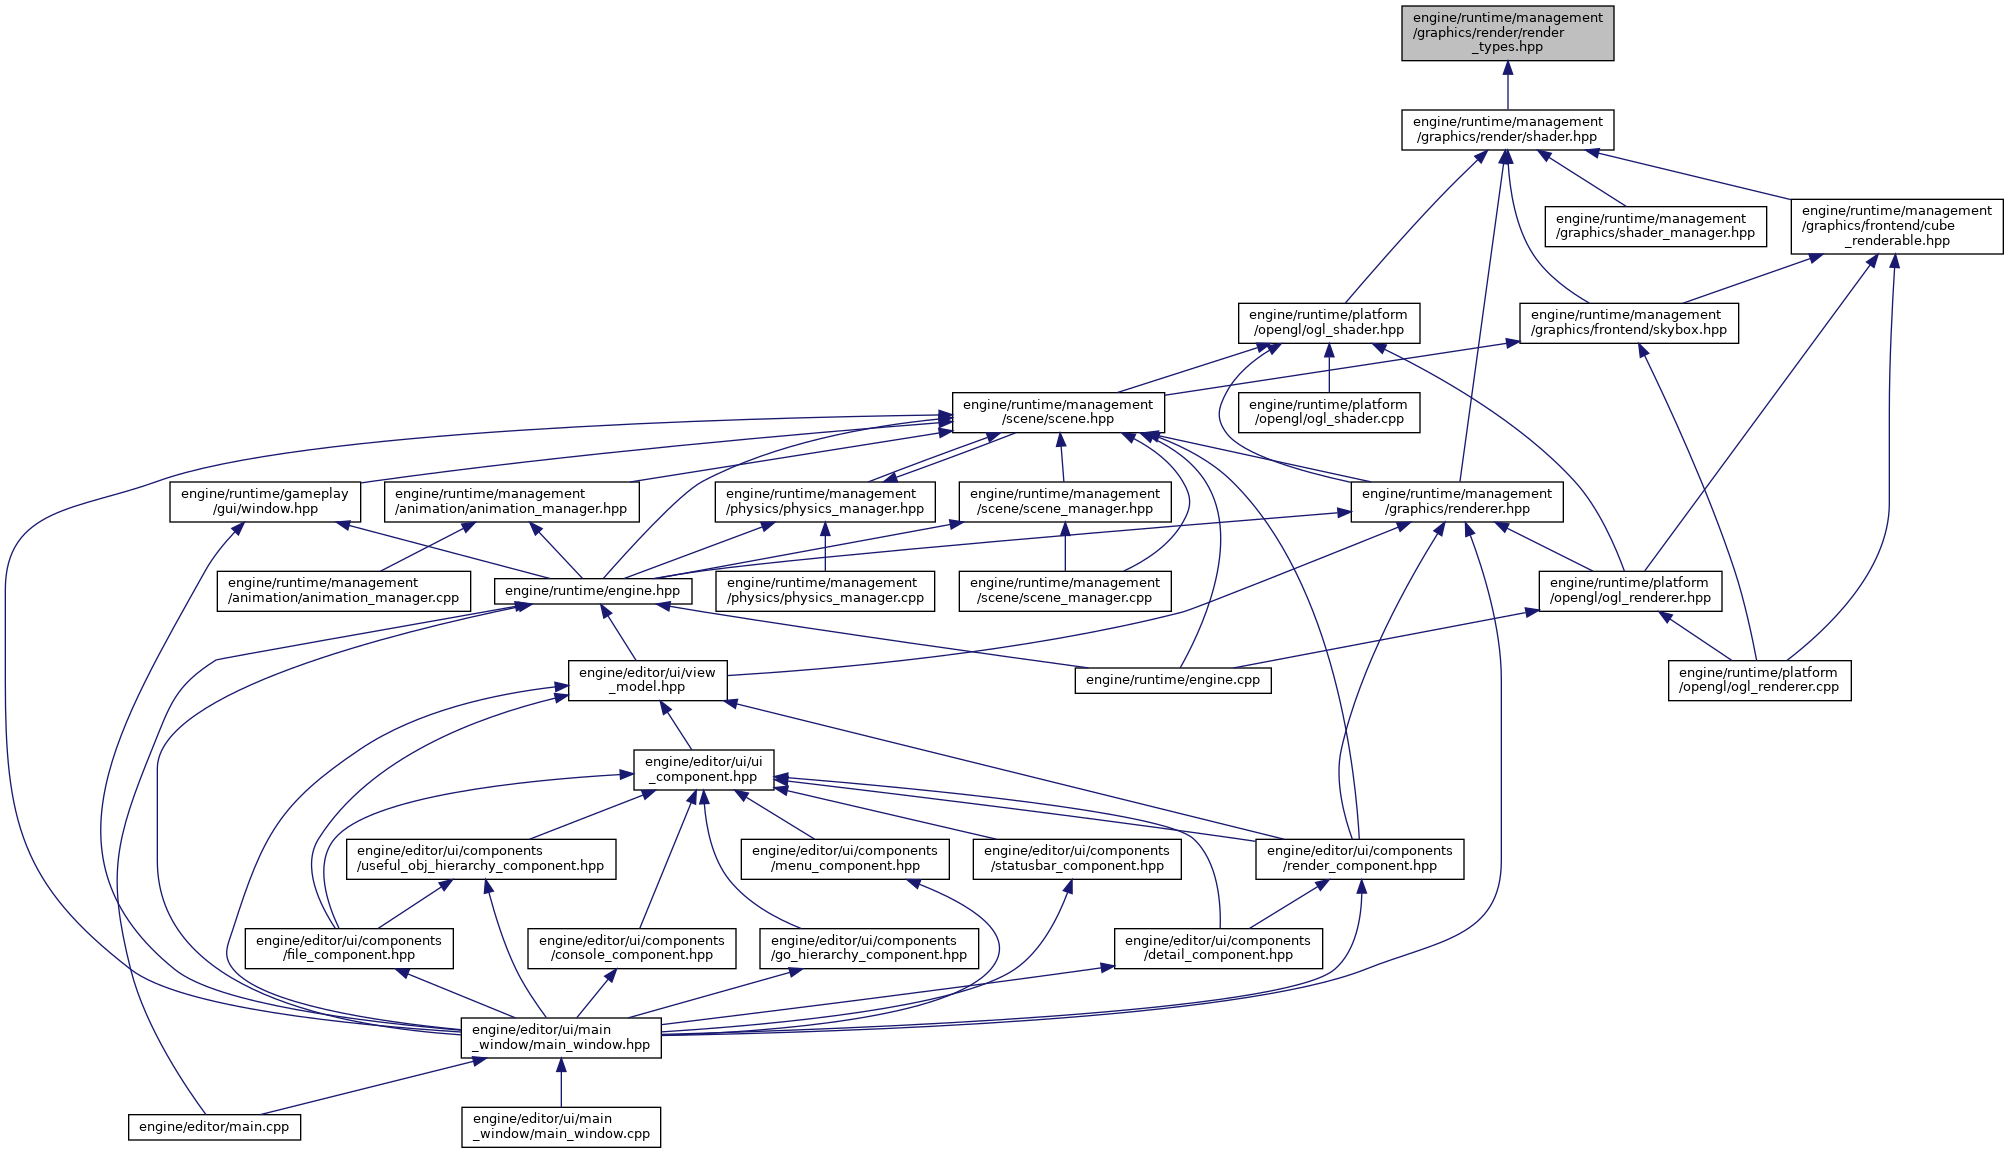 engine/runtime/management
/graphics/render/render
_types.hpp
engine/runtime/management
/graphics/render/shader.hpp
engine/runtime/management
/graphics/shader_manager.hpp
engine/runtime/management
/graphics/frontend/cube
_renderable.hpp
engine/runtime/platform
/opengl/ogl_shader.hpp
engine/runtime/management
/graphics/frontend/skybox.hpp
engine/runtime/management
/scene/scene.hpp
engine/runtime/platform
/opengl/ogl_shader.cpp
engine/runtime/gameplay
/gui/window.hpp
engine/runtime/management
/animation/animation_manager.hpp
engine/runtime/management
/physics/physics_manager.hpp
engine/runtime/management
/scene/scene_manager.hpp
engine/runtime/management
/graphics/renderer.hpp
engine/runtime/management
/animation/animation_manager.cpp
engine/runtime/engine.hpp
engine/runtime/management
/physics/physics_manager.cpp
engine/runtime/management
/scene/scene_manager.cpp
engine/runtime/platform
/opengl/ogl_renderer.hpp
engine/editor/ui/view
_model.hpp
engine/runtime/engine.cpp
engine/runtime/platform
/opengl/ogl_renderer.cpp
engine/editor/ui/ui
_component.hpp
engine/editor/ui/components
/useful_obj_hierarchy_component.hpp
engine/editor/ui/components
/menu_component.hpp
engine/editor/ui/components
/statusbar_component.hpp
engine/editor/ui/components
/render_component.hpp
engine/editor/ui/components
/file_component.hpp
engine/editor/ui/components
/console_component.hpp
engine/editor/ui/components
/go_hierarchy_component.hpp
engine/editor/ui/components
/detail_component.hpp
engine/editor/ui/main
_window/main_window.hpp
engine/editor/main.cpp
engine/editor/ui/main
_window/main_window.cpp